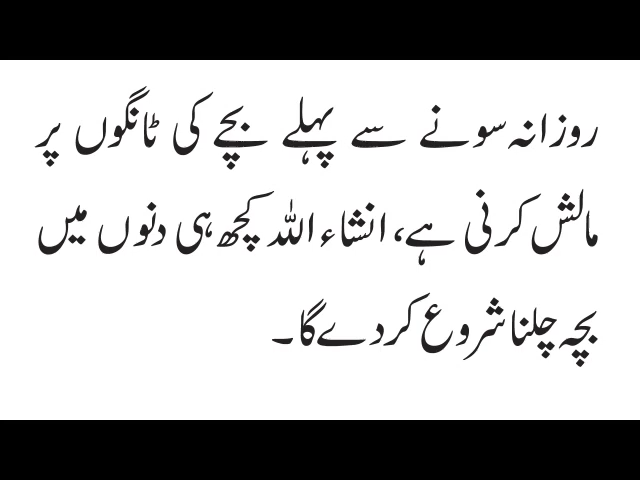 روزانہ سونے سے پہلے بچے کی ٹانگوں پر
مالش کرنی ہے، انشاء اللہ کچھ ہی دنوں میں
بچہ چلنا شروع کردے گا۔